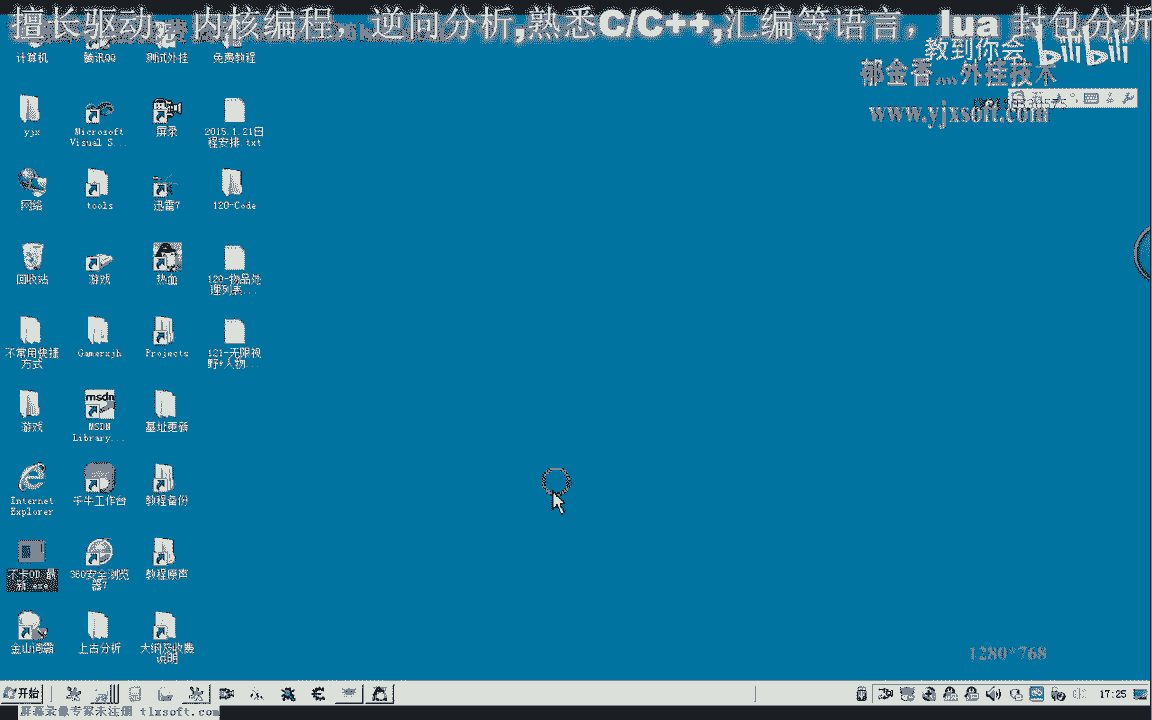 擅长驱动，内核编程，逆向分析,熟悉C/C++,汇编等语言，lua 封包分析
教到你会
bilibili
郁金香灬外挂技术
www.yjxsoft.com
计算机
腾讯QQ
测试外挂
免费教程
yjx
Microsoft Visual S...
屏录
2015.1.21日程安排.txt
网络
tools
迅雷7
120-Code
回收站
游戏
热血
120-物品处理列表...
不常用快捷方式
Gamerxjh
Projects
121-无限视野+人物...
游戏
msdn
MSDN Library...
基址更新
Internet Explorer
千牛工作台
教程备份
不卡OD 最新.exe
360安全浏览器7
教程原声
金山词霸
上古分析
大纲及收费说明
1280*768
开始
17:25
屏幕录像专家未注册 tlxsoft.com